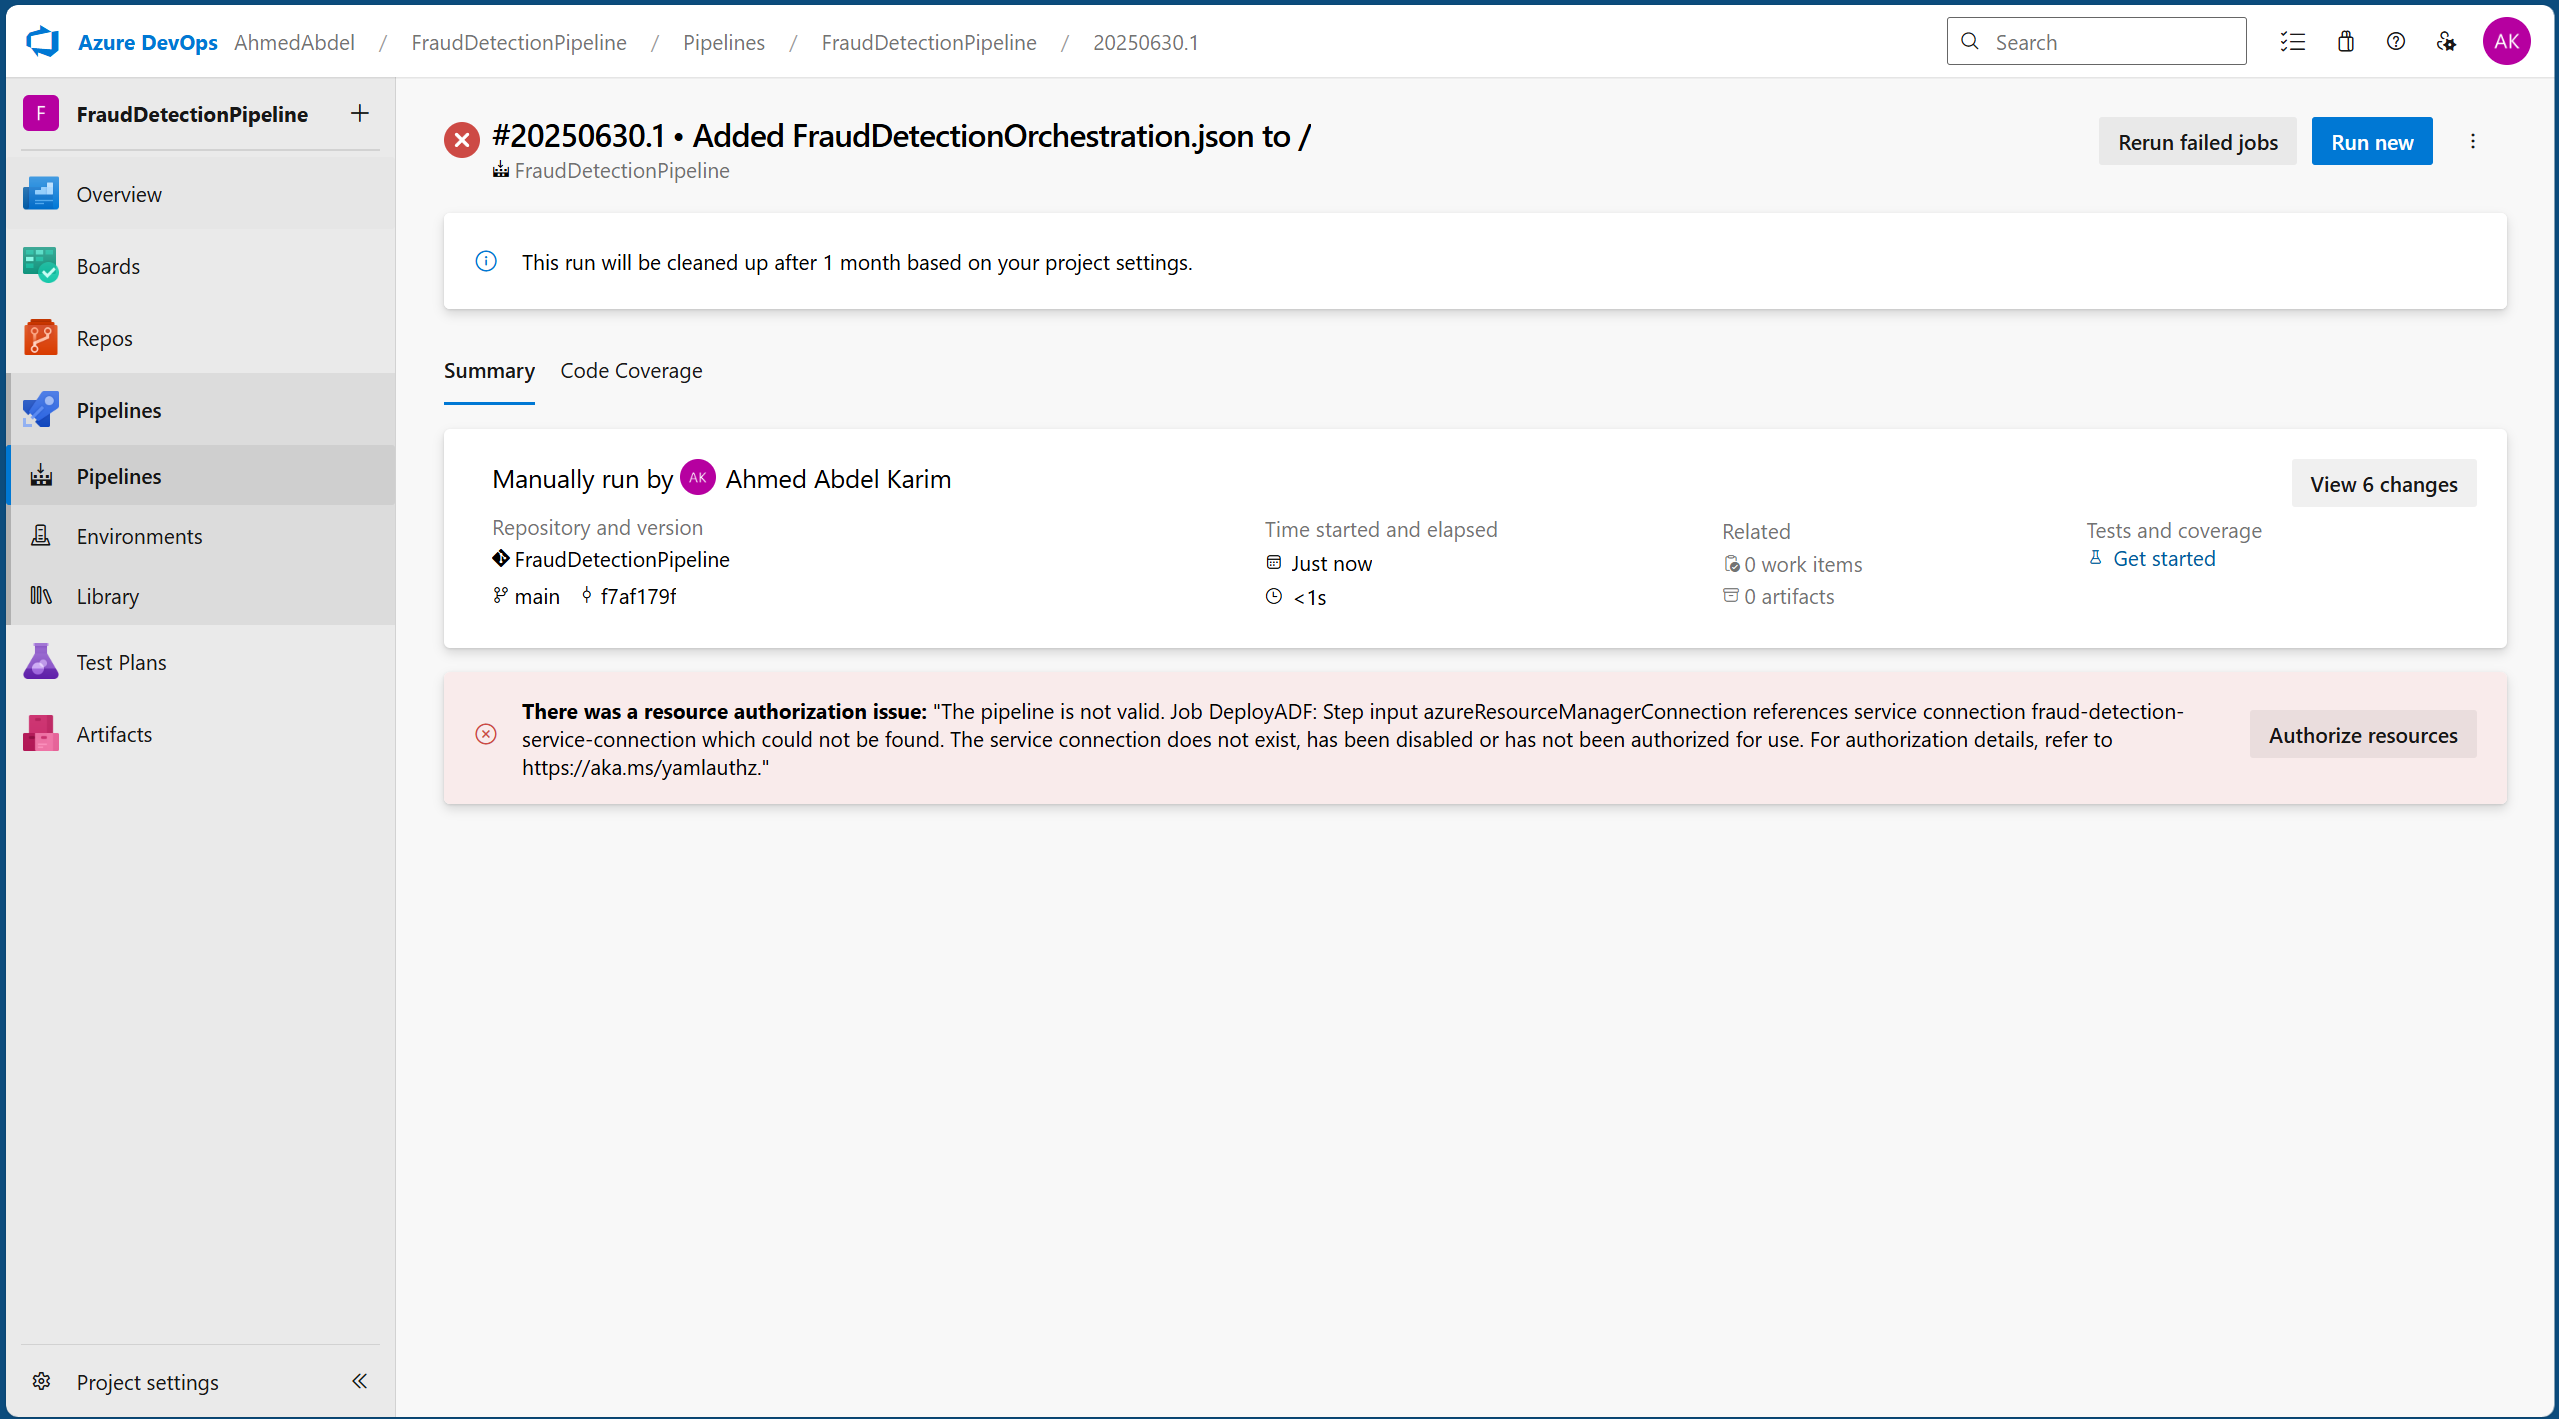 Azure DevOps AhmedAbdel / FraudDetectionPipeline / Pipelines / FraudDetectionPipeline / 20250630.1
Search
AK
F FraudDetectionPipeline +
Overview
Boards
Repos
Pipelines
Pipelines
Environments
Library
Test Plans
Artifacts
Project settings
#20250630.1 • Added FraudDetectionOrchestration.json to /
FraudDetectionPipeline
Rerun failed jobs
Run new
This run will be cleaned up after 1 month based on your project settings.
Summary Code Coverage
Manually run by AK Ahmed Abdel Karim
View 6 changes
Repository and version
FraudDetectionPipeline
main f7af179f
Time started and elapsed
Just now
<1s
Related
0 work items
0 artifacts
Tests and coverage
Get started
There was a resource authorization issue: "The pipeline is not valid. Job DeployADF: Step input azureResourceManagerConnection references service connection fraud-detection-
service-connection which could not be found. The service connection does not exist, has been disabled or has not been authorized for use. For authorization details, refer to
https://aka.ms/yamlauthz."
Authorize resources